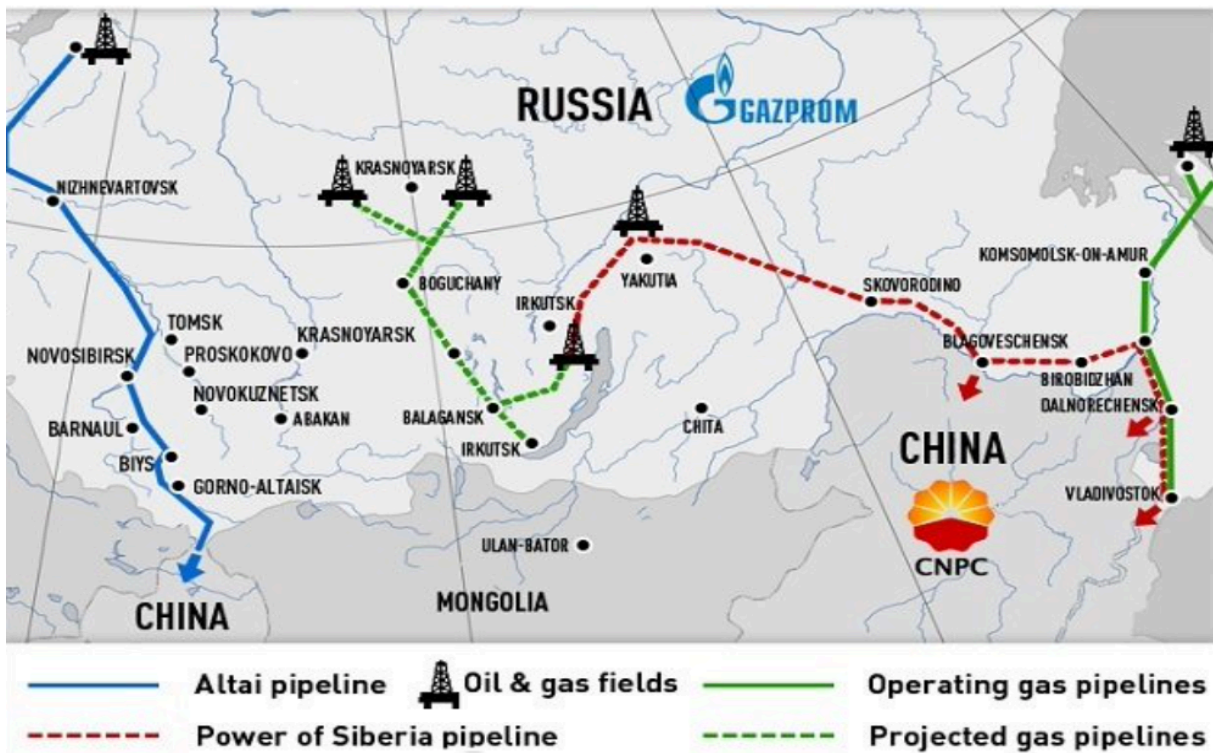 RUSSIA
GAZPROM
KRASNOYARSK
NIZHNEVARTOVSK
KOMSOMOLSK-ON-AMUR
BOGUCHANY
YAKUTIA
SKOVORODINO
IRKUTSK
TOMSK
KRASNOYARSK
NOVOSIBIRSK
PROSKOKOVO
BLAGOVESCHENSK
BIROBIDZHAN
NOVOKUZNETSK
DALNORECHENSK
BARNAUL
ABAKAN
BALAGANSK
CHITA
IRKUTSK
CHINA
BIYS
GORNO-ALTAISK
VLADIVOSTOK
ULAN-BATOR
CNPC
MONGOLIA
CHINA
Altai pipeline
Oil & gas fields
Operating gas pipelines
Power of Siberia pipeline
Projected gas pipelines